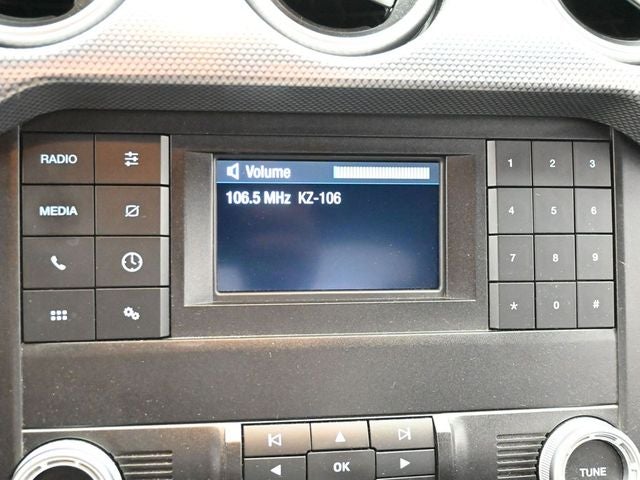 RADIO
MEDIA
Volume
106.5 MHz KZ-106
1 2 3
4 5 6
7 8 9
* 0 #
OK
TUNE